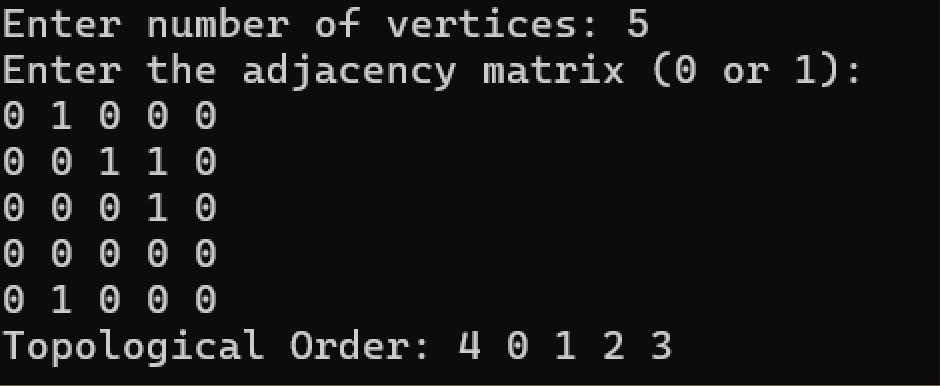 Enter number of vertices: 5
Enter the adjacency matrix (0 or 1):
0 1 0 0 0
0 0 1 1 0
0 0 0 1 0
0 0 0 0 0
0 1 0 0 0
Topological Order: 4 0 1 2 3